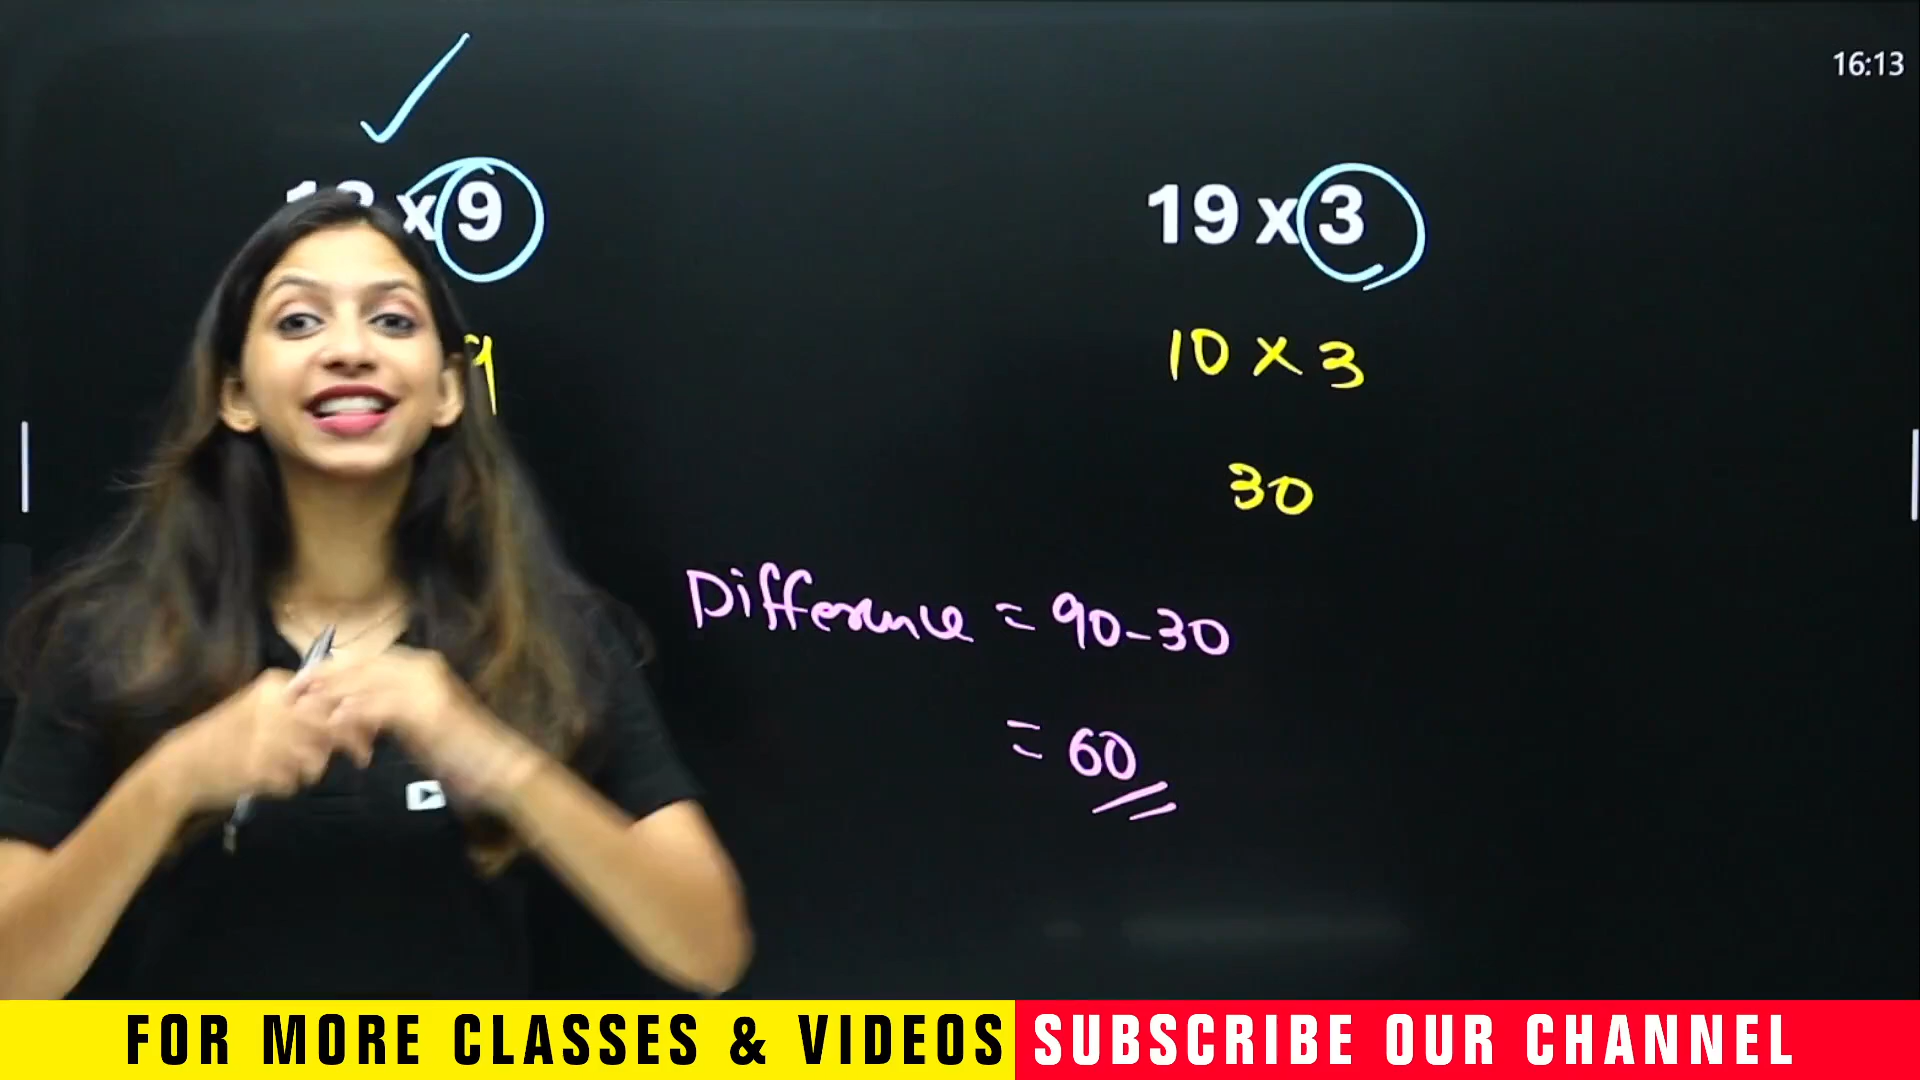 16:13
x 9
19 x 3
9
10 x 3
30
Difference = 90-30
= 60
FOR MORE CLASSES & VIDEOS SUBSCRIBE OUR CHANNEL